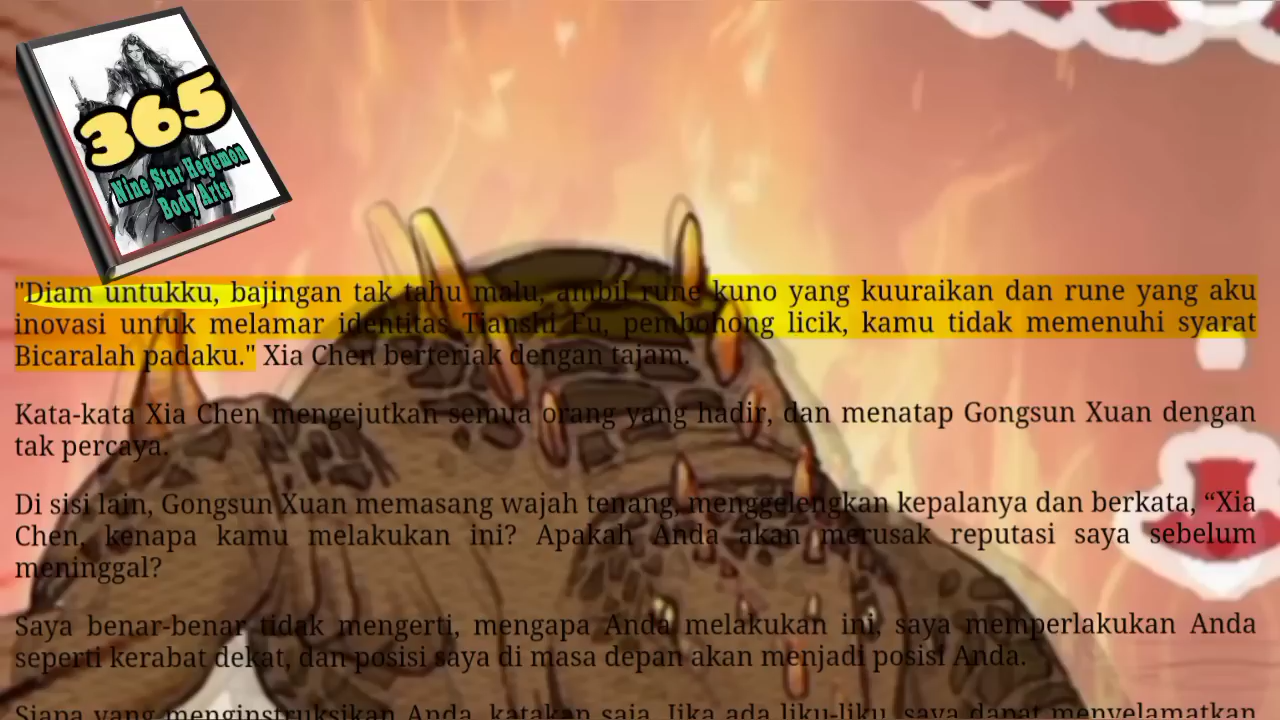 365
Nine Star Hegemon
Body Arts
"Diam untukku, bajingan tak tahu malu, ambil rune kuno yang kuuraikan dan rune yang aku
inovasi untuk melamar identitas Tianshi Fu, pembohong licik, kamu tidak memenuhi syarat
Bicaralah padaku." Xia Chen berteriak dengan tajam.
Kata-kata Xia Chen mengejutkan semua orang yang hadir, dan menatap Gongsun Xuan dengan
tak percaya.
Di sisi lain, Gongsun Xuan memasang wajah tenang, menggelengkan kepalanya dan berkata, “Xia
Chen, kenapa kamu melakukan ini? Apakah Anda akan merusak reputasi saya sebelum
meninggal?
Saya benar-benar tidak mengerti, mengapa Anda melakukan ini, saya memperlakukan Anda
seperti kerabat dekat, dan posisi saya di masa depan akan menjadi posisi Anda.
Siapa yang menginstruksikan Anda, katakan saja. Jika ada liku-liku, saya dapat menyelamatkan